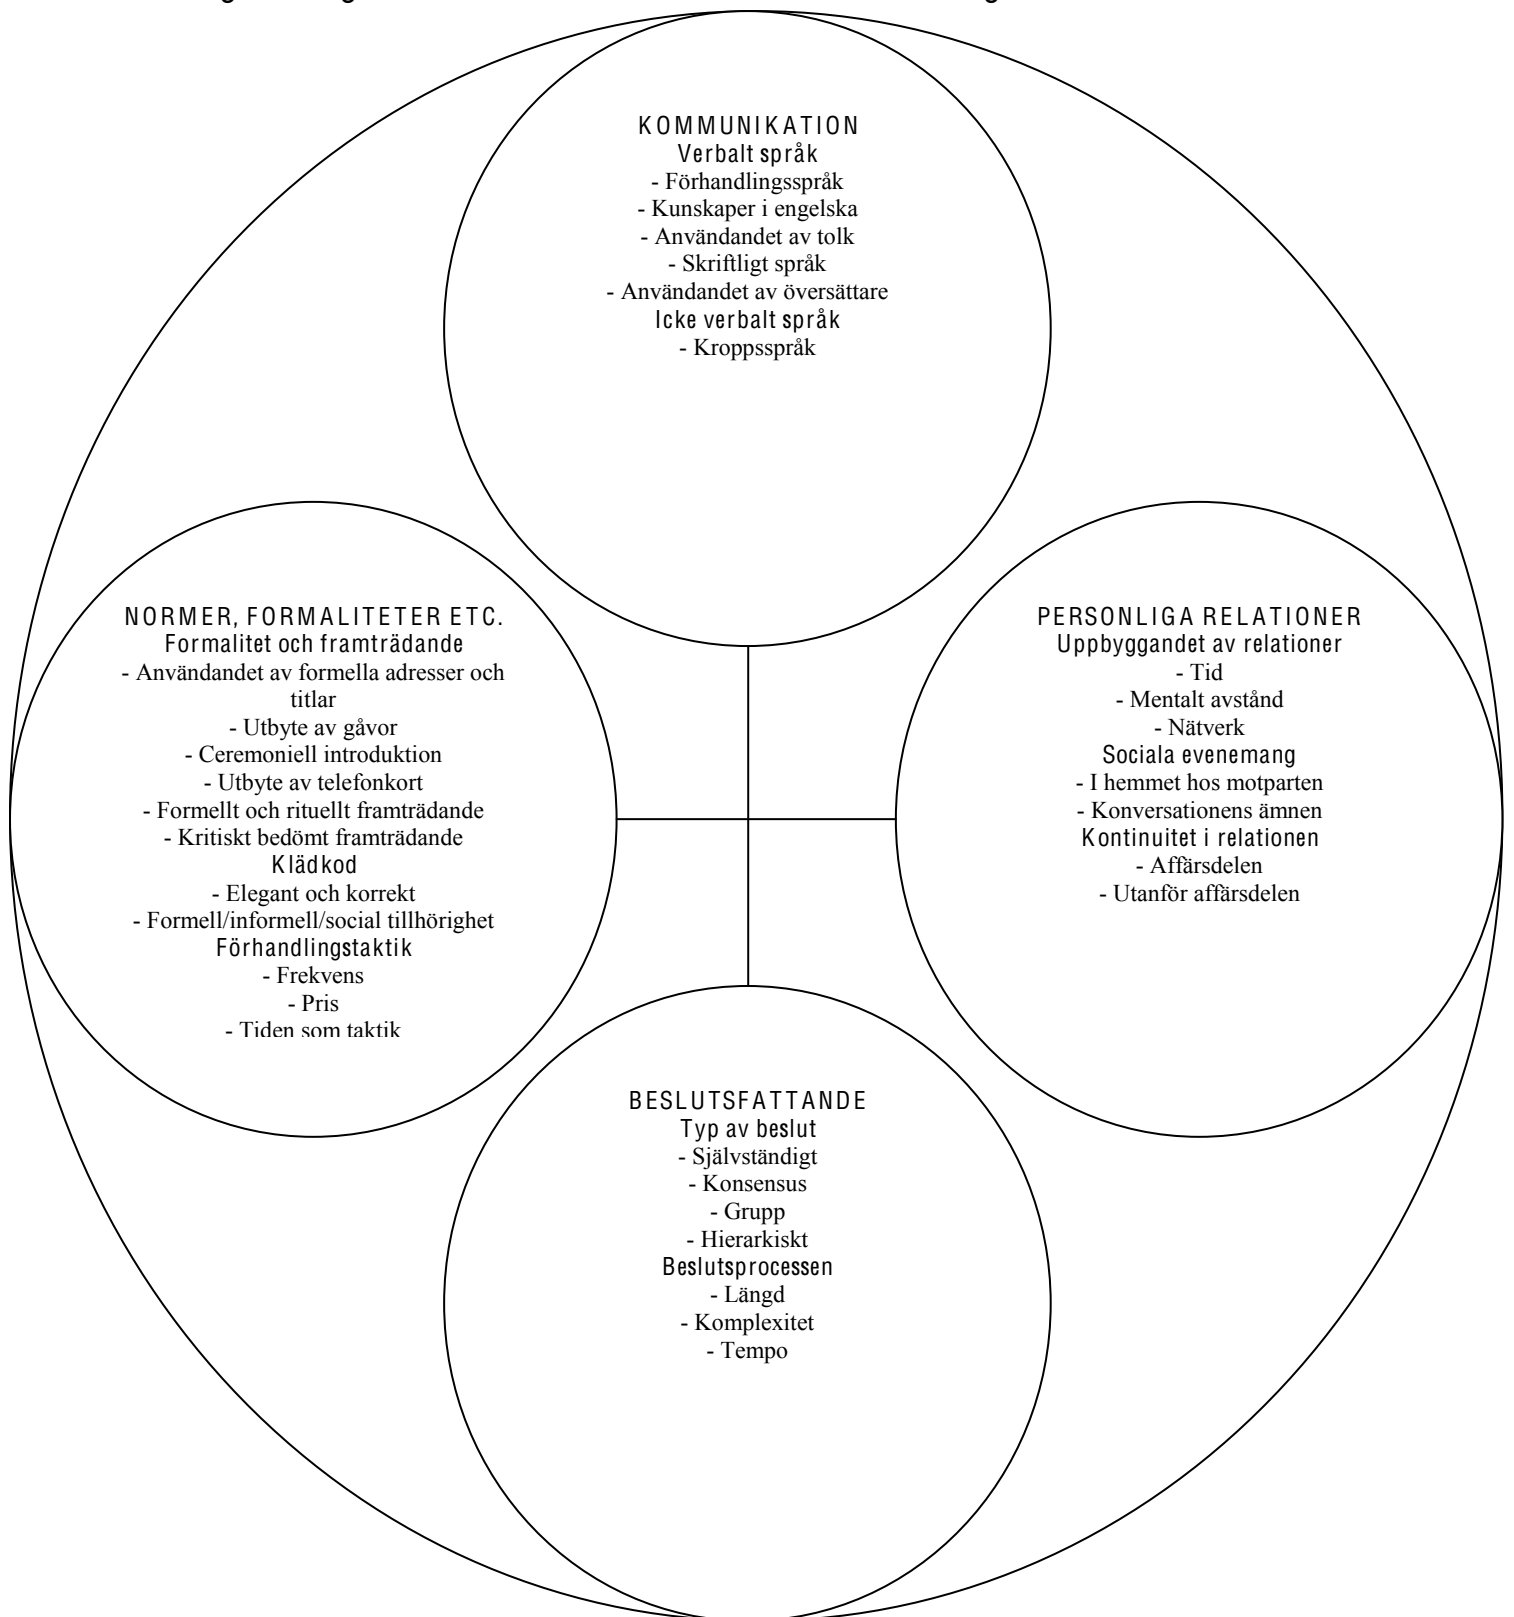 KOMMUNIKATION
Verbalt språk
- Förhandlingsspråk
- Kunskaper i engelska
- Användandet av tolk
- Skriftligt språk
- Användandet av översättare
Icke verbalt språk
- Kroppsspråk
NORMER, FORMALITETER ETC.
Formalitet och framträdande
- Användandet av formella adresser och
titlar
- Utbyte av gåvor
- Ceremoniell introduktion
- Utbyte av telefonkort
- Formellt och rituellt framträdande
- Kritiskt bedömt framträdande
Klädkod
- Elegant och korrekt
- Formell/informell/social tillhörighet
Förhandlingstaktik
- Frekvens
- Pris
- Tiden som taktik
PERSONLIGA RELATIONER
Uppbyggandet av relationer
- Tid
- Mentalt avstånd
- Nätverk
Sociala evenemang
- I hemmet hos motparten
- Konversationens ämnen
Kontinuitet i relationen
- Affärsdelen
- Utanför affärsdelen
BESLUTSFATTANDE
Typ av beslut
- Självständigt
- Konsensus
- Grupp
- Hierarkiskt
Beslutsprocessen
- Längd
- Komplexitet
- Tempo